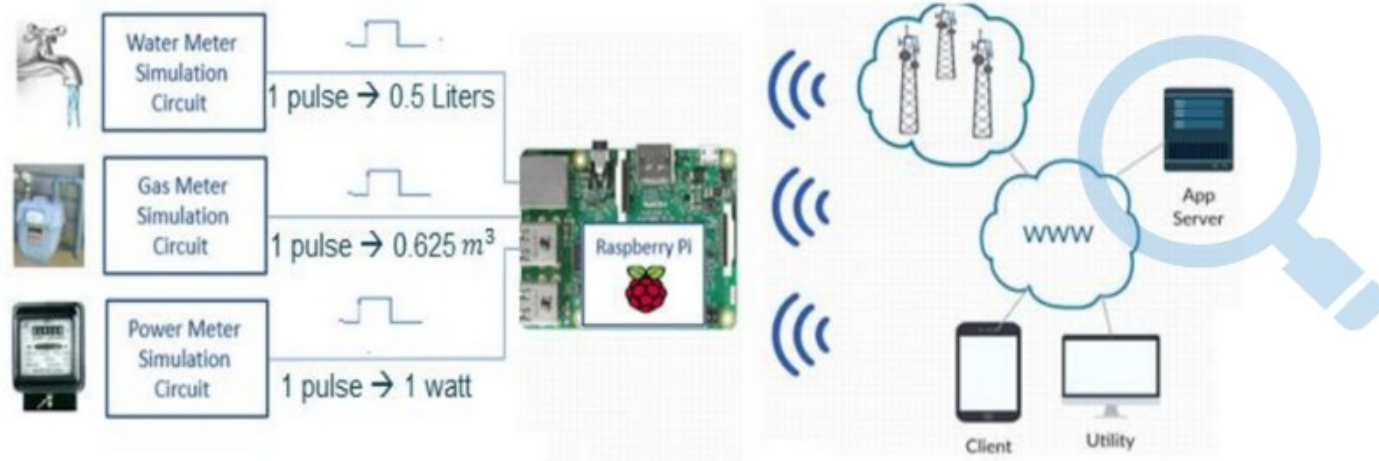 Water Meter
Simulation
Circuit
1 pulse → 0.5 Liters
Gas Meter
Simulation
Circuit
1 pulse → 0.625 m³
Power Meter
Simulation
Circuit
1 pulse → 1 watt
Raspberry Pi
WWW
App
Server
Client
Utility